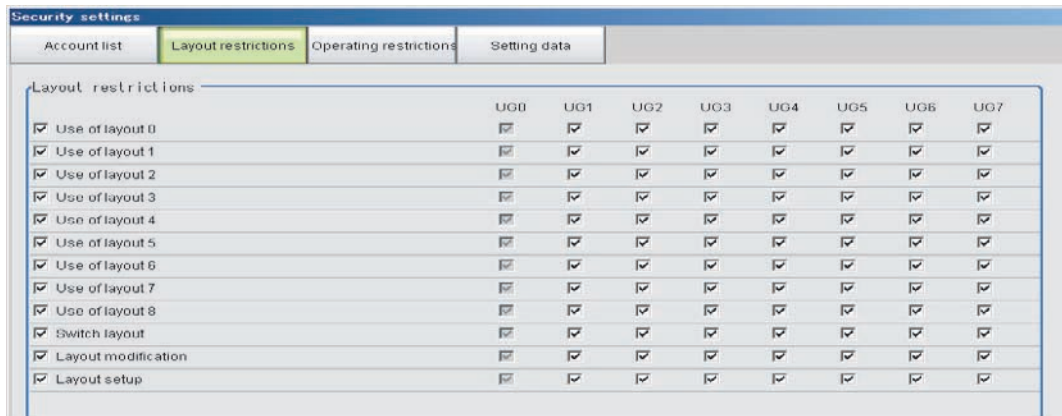 Security settings
Account list Layout restrictions Operating restrictions Setting data
Layout restrictions
UG0 UG1 UG2 UG3 UG4 UG5 UG6 UG7
Use of layout 0
Use of layout 1
Use of layout 2
Use of layout 3
Use of layout 4
Use of layout 5
Use of layout 6
Use of layout 7
Use of layout 8
Switch layout
Layout modification
Layout setup